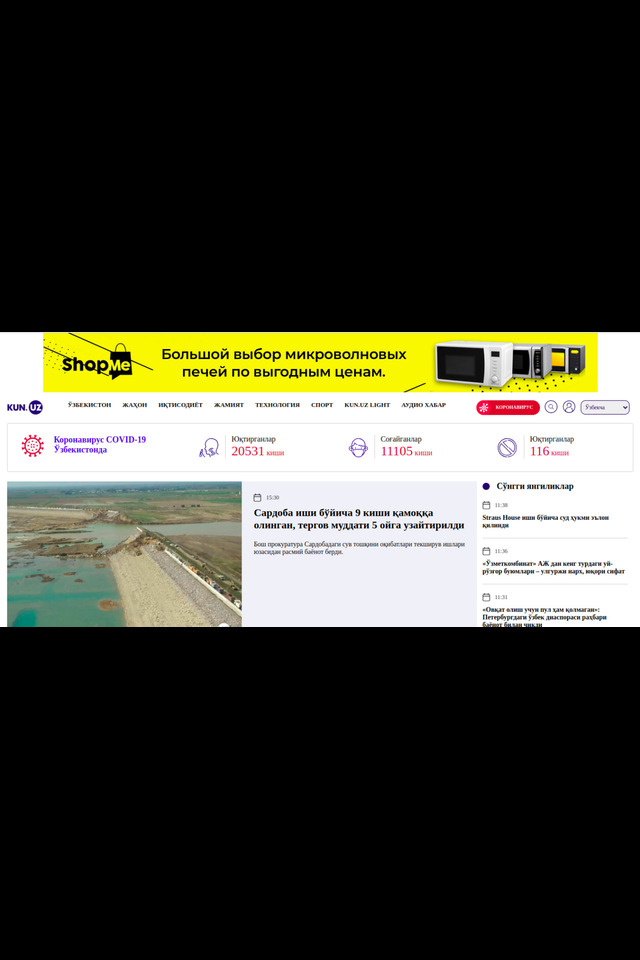 ShopMe
Большой выбор микроволновых
печей по выгодным ценам.
KUN.UZ
ЎЗБЕКИСТОН ЖАҲОН ИҚТИСОДИЁТ ЖАМИЯТ ТЕХНОЛОГИЯ СПОРТ KUN.UZ LIGHT АУДИО ХАБАР
КОРОНАВИРУС
Ўзбекча
Коронавирус COVID-19
Ўзбекистонда
Юқтирганлар
20531 киши
Соғайганлар
11105 киши
Юқтирганлар
116 киши
15:30
Сардоба иши бўйича 9 киши қамоққа
олинган, тергов муддати 5 ойга узайтирилди
Бош прокуратура Сардобадаги сув тошқини оқибатлари текширув ишлари
юзасидан расмий баёнот берди.
Сўнгги янгиликлар
11:38
Straus House иши бўйича суд ҳукми эълон
қилинди
11:36
«Ўзметкомбинат» АЖ дан кенг турдаги уй-
рўзғор буюмлари – улгуржи нарх, юқори сифат
11:31
«Овқат олиш учун пул ҳам қолмаган»:
Петербургдаги ўзбек диаспораси раҳбари
баёнот билан чиқди